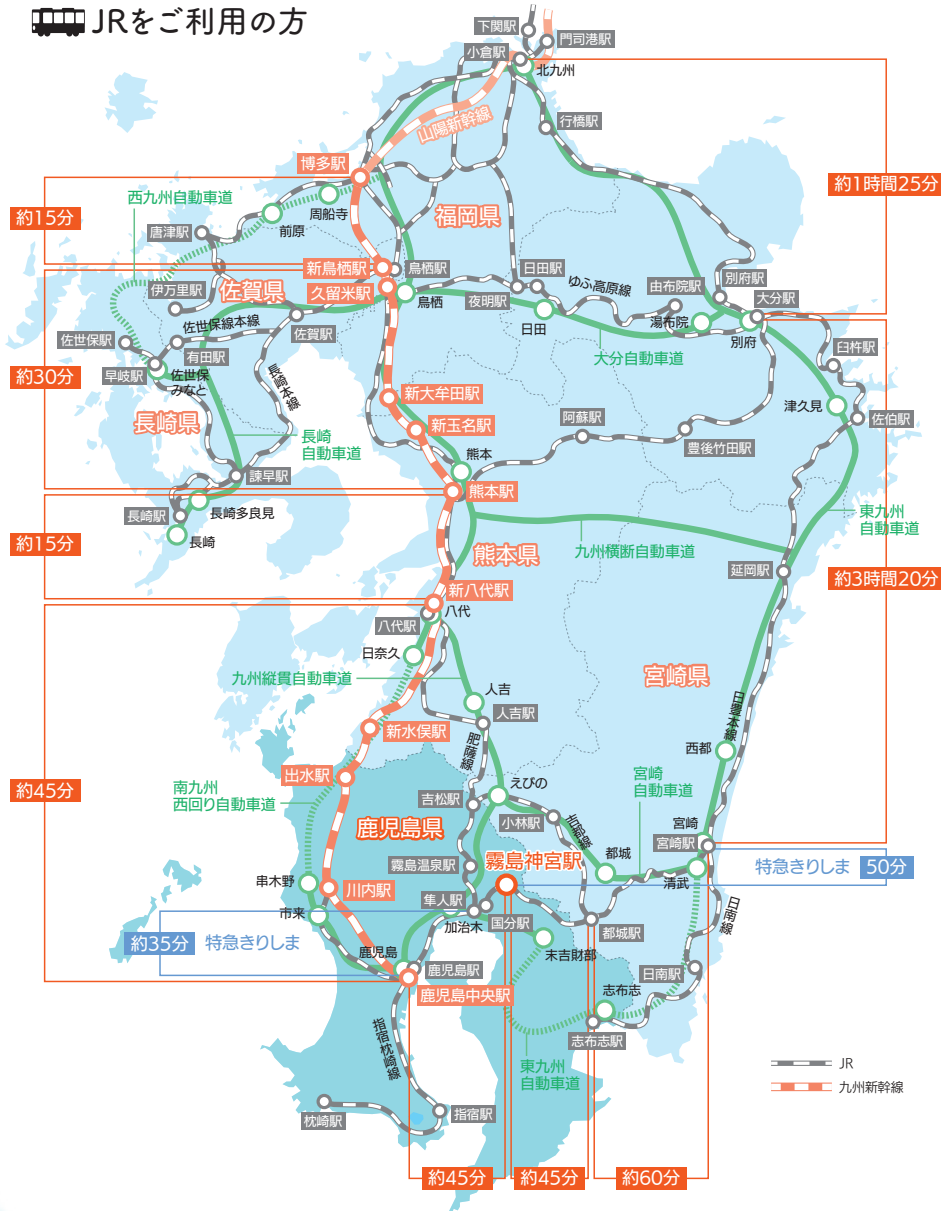 JRをご利用の方
下関駅
門司港駅
小倉駅
北九州
山陽新幹線
行橋駅
博多駅
約1時間25分
約15分
西九州自動車道
周船寺
前原
福岡県
唐津駅
新鳥栖駅
鳥栖駅
久留米駅
鳥栖
佐賀県
伊万里駅
日田駅
ゆふ高原線
夜明駅
日田
由布院駅
湯布院
別府駅
大分駅
別府
大分自動車道
佐世保線本線
佐賀駅
佐世保駅
有田駅
早岐駅
佐世保
みなと
長崎本線
臼杵駅
津久見
佐伯駅
約30分
新大牟田駅
新玉名駅
阿蘇駅
豊後竹田駅
長崎県
長崎
自動車道
熊本
熊本駅
諫早駅
長崎駅
長崎多良見
長崎
約15分
東九州
自動車道
九州横断自動車道
熊本県
延岡駅
約3時間20分
新八代駅
八代
八代駅
日奈久
九州縦貫自動車道
人吉
人吉駅
宮崎県
日豊本線
新水俣駅
肥薩線
西都
出水駅
約45分
南九州
西回り自動車道
えびの
吉松駅
小林駅
吉都線
宮崎
自動車道
鹿児島県
宮崎
宮崎駅
霧島温泉駅
霧島神宮駅
都城
清武
特急きりしま
50分
串木野
川内駅
隼人駅
市来
加治木
国分駅
都城駅
日南線
約35分
特急きりしま
鹿児島
鹿児島駅
末吉財部
日南駅
鹿児島中央駅
志布志
志布志駅
指宿枕崎線
東九州
自動車道
JR
九州新幹線
枕崎駅
指宿駅
約45分
約45分
約60分